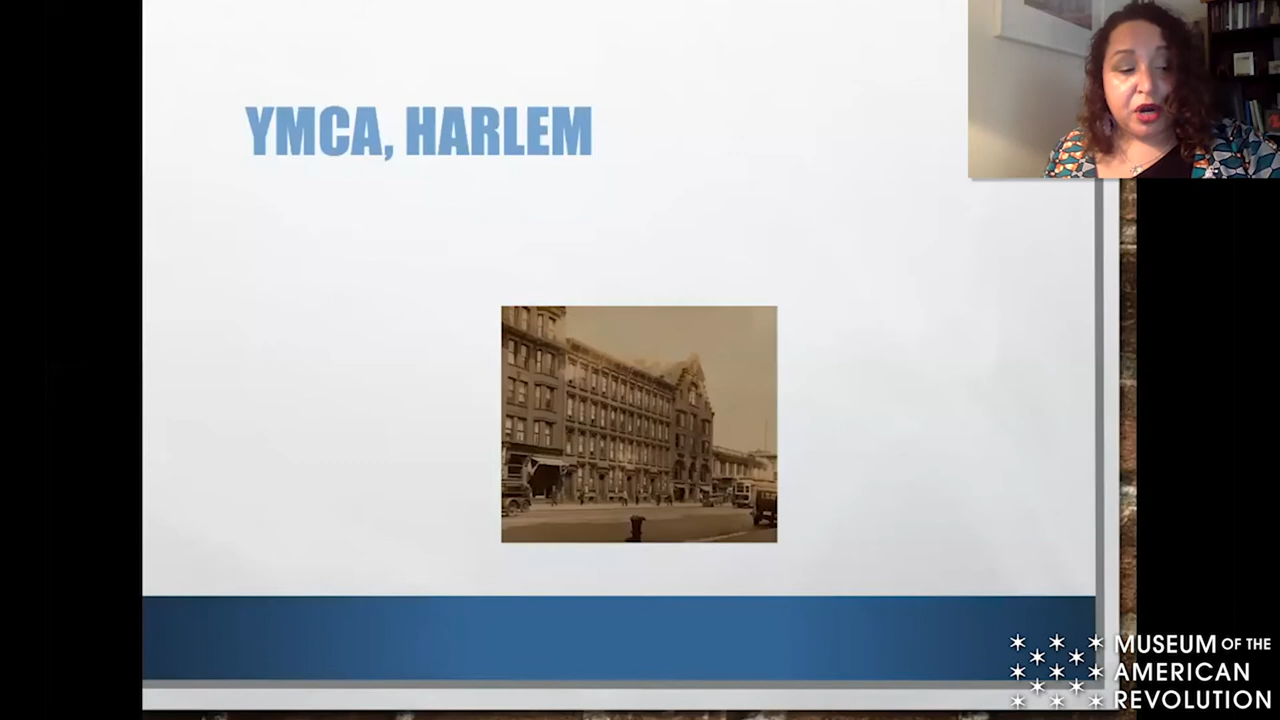 YMCA, HARLEM
MUSEUM OF THE
AMERICAN
REVOLUTION